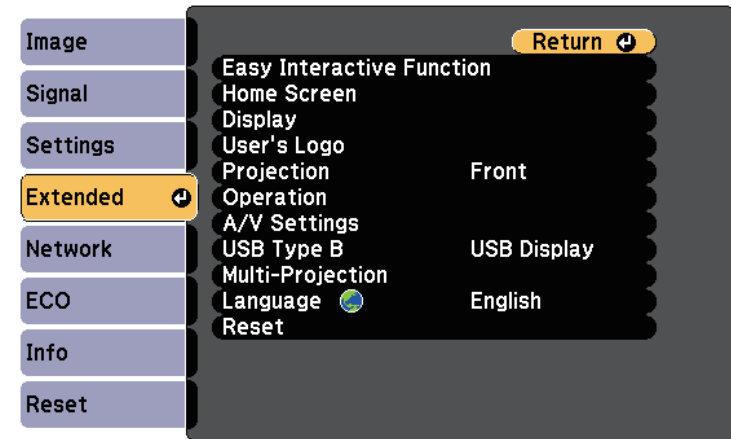 Image
Signal
Settings
Extended
Network
ECO
Info
Reset
Return
Easy Interactive Function
Home Screen
Display
User's Logo
Projection Front
Operation
A/V Settings
USB Type B USB Display
Multi-Projection
Language English
Reset